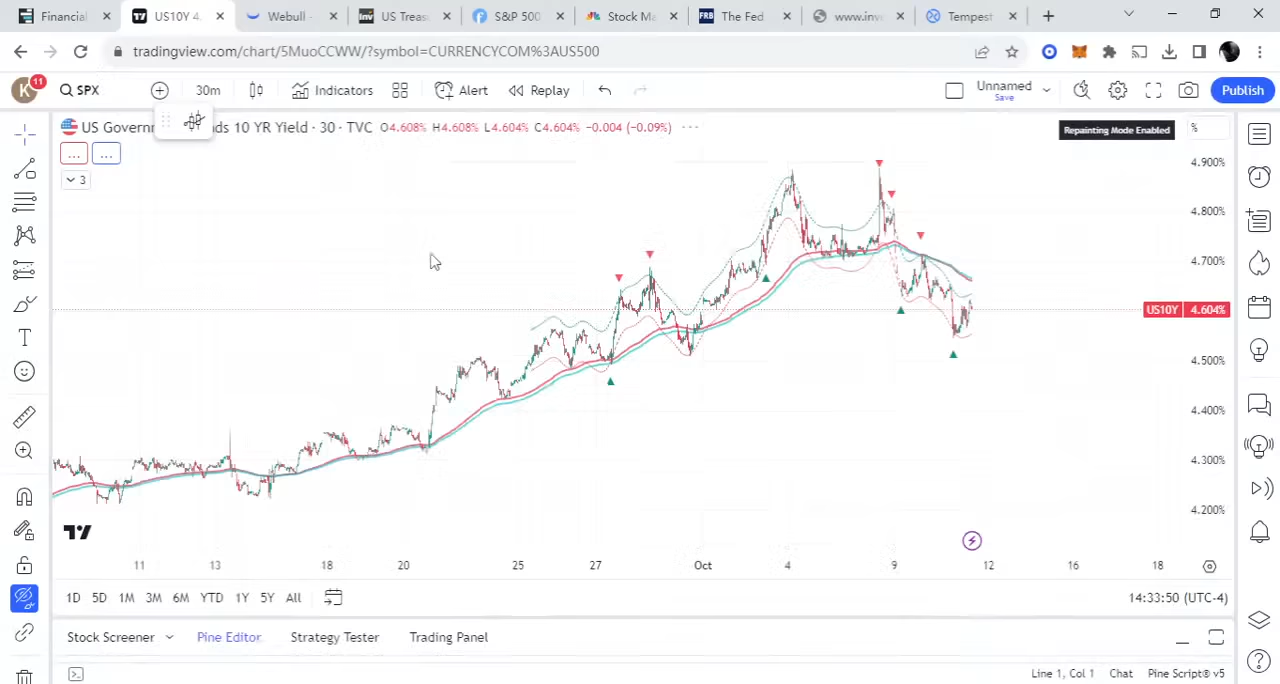 Financial
US10Y 4.
Webull -
US Treas
S&P 500
Stock Ma
FRB The Fed
www.inve
Tempest
tradingview.com/chart/5MuoCCWW/?symbol=CURRENCYCOM%3AUS500
K 11 SPX 30m Indicators Alert Replay Unnamed Save Publish
10 YR Yield · 30 · TVC O4.608% H4.608% L4.604% C4.604% -0.004 (-0.09%) ···
Repainting Mode Enabled
%
... ...
3
4.900%
4.800%
4.700%
US10Y 4.604%
4.500%
4.400%
4.300%
4.200%
11 13 18 20 25 27 Oct 4 9 12 16 18
1D 5D 1M 3M 6M YTD 1Y 5Y All 14:33:50 (UTC-4)
Stock Screener Pine Editor Strategy Tester Trading Panel
Line 1, Col 1 Chat Pine Script® v5